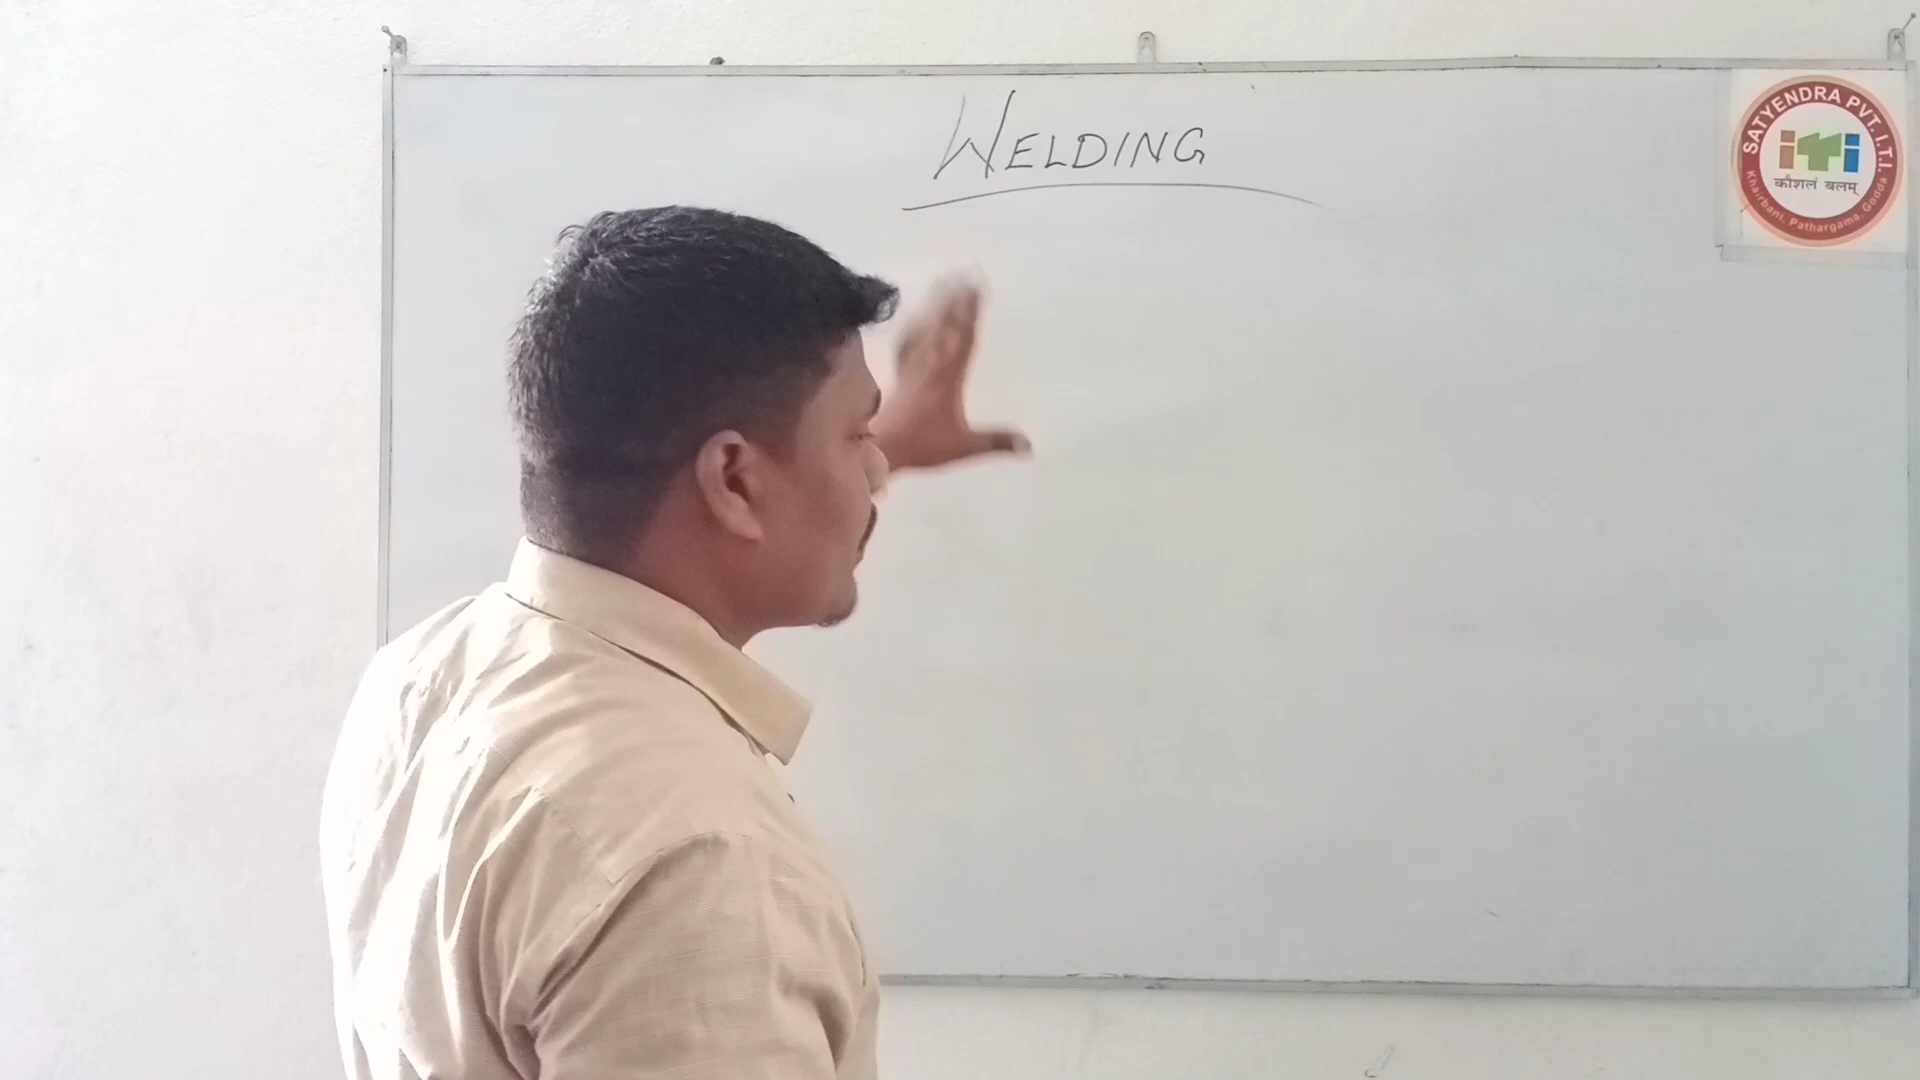 WELDING
SATYENDRA PVT. I.T.I.
iTi
कौशलं बलम्
Khairbani, Pathargama, Godda